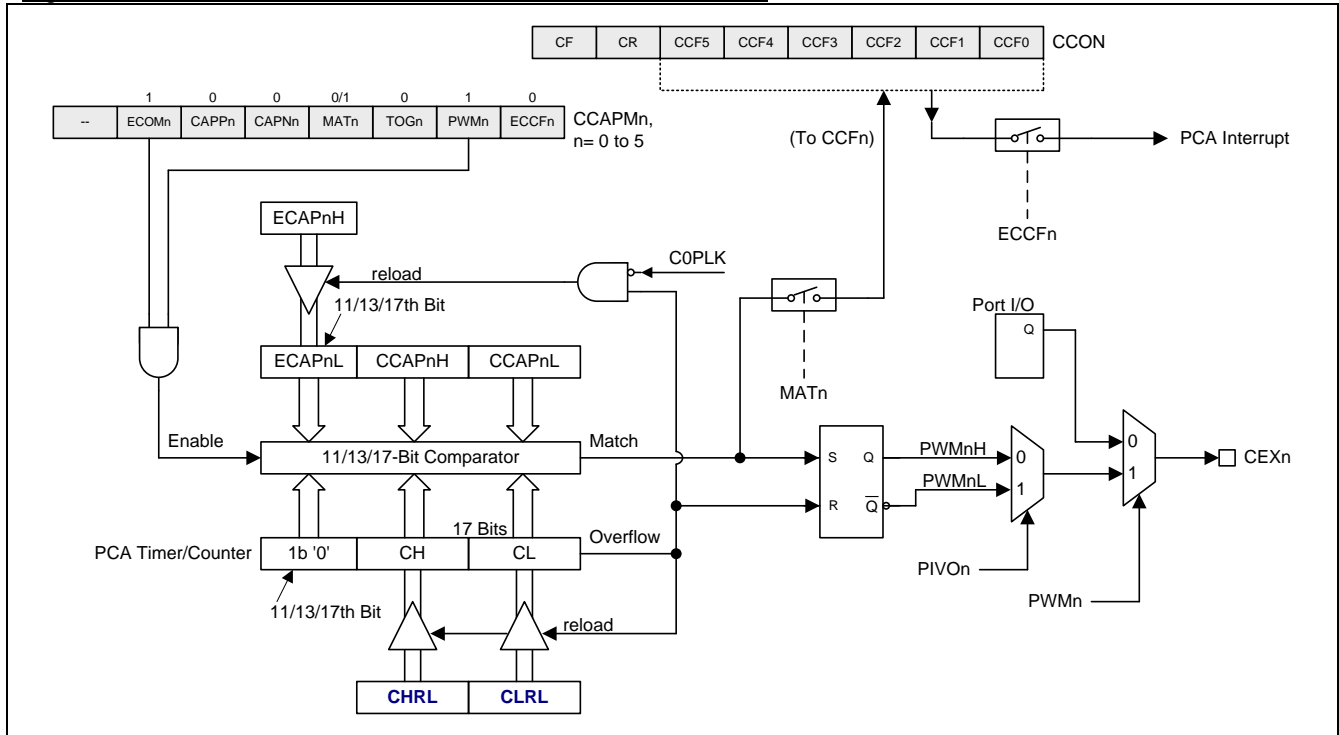 CF CR CCF5 CCF4 CCF3 CCF2 CCF1 CCF0 CCON
1 0 0 0/1 0 1 0
-- ECOMn CAPPn CAPNn MATn TOGn PWMn ECCFn CCAPMn,
n= 0 to 5
(To CCFn)
PCA Interrupt
ECCFn
ECAPnH
C0PLK
reload
11/13/17th Bit
Port I/O
Q
ECAPnL CCAPnH CCAPnL
MATn
Enable
11/13/17-Bit Comparator
Match
S Q
PWMnH
0
1
PWMnL
R Q
0
1
CEXn
17 Bits
Overflow
PCA Timer/Counter 1b '0' CH CL
PIVOn
PWMn
11/13/17th Bit
reload
CHRL CLRL